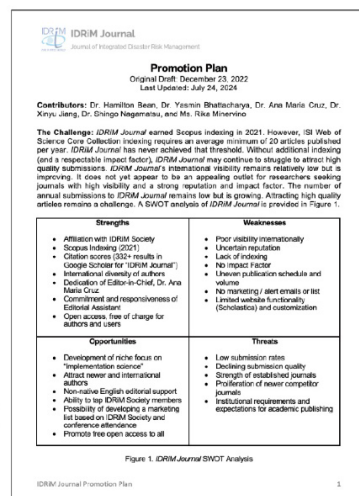 IDRiM
IDRiM Journal
Journal of Integrated Disaster Risk Management
Promotion Plan
Original Draft: December 23, 2022
Last Updated: July 24, 2024
Contributors: Dr. Hamilton Bean, Dr. Yasmin Bhattacharya, Dr. Ana Maria Cruz, Dr.
Xinyu Jiang, Dr. Shingo Nagamatsu, and Ms. Rika Minervino
The Challenge: IDRiM Journal earned Scopus indexing in 2021. However, ISI Web of
Science Core Collection indexing requires an average minimum of 20 articles published
per year. IDRiM Journal has never achieved that threshold. Without additional indexing
(and a respectable impact factor), IDRiM Journal may continue to struggle to attract high
quality submissions. IDRiM Journal's international visibility remains relatively low but is
improving. It does not yet appear to be an appealing outlet for researchers seeking
journals with high visibility and a strong reputation and impact factor. The number of
annual submissions to IDRiM Journal remains low but is growing. Attracting high quality
articles remains a challenge. A SWOT analysis of IDRiM Journal is provided in Figure 1.
Strengths
• Affiliation with IDRiM Society
• Scopus Indexing (2021)
• Citation scores (332+ results in
Google Scholar for "IDRiM Journal")
• International diversity of authors
• Dedication of Editor-in-Chief, Dr. Ana
Maria Cruz
• Commitment and responsiveness of
Editorial Assistant
• Open access, free of charge for
authors and users
Weaknesses
• Poor visibility internationally
• Uncertain reputation
• Lack of indexing
• No Impact Factor
• Uneven publication schedule and
volume
• No marketing / alert emails or list
• Limited website functionality
(Scholastica) and customization
Opportunities
• Development of niche focus on
"Implementation science"
• Attract newer and international
authors
• Non-native English editorial support
• Ability to tap IDRiM Society members
• Possibility of developing a marketing
list based on IDRiM Society and
conference attendance
• Promote free open access to all
Threats
• Low submission rates
• Declining submission quality
• Strength of established journals
• Proliferation of newer competitor
journals
• Institutional requirements and
expectations for academic publishing
Figure 1. IDRiM Journal SWOT Analysis
IDRiM Journal Promotion Plan
1